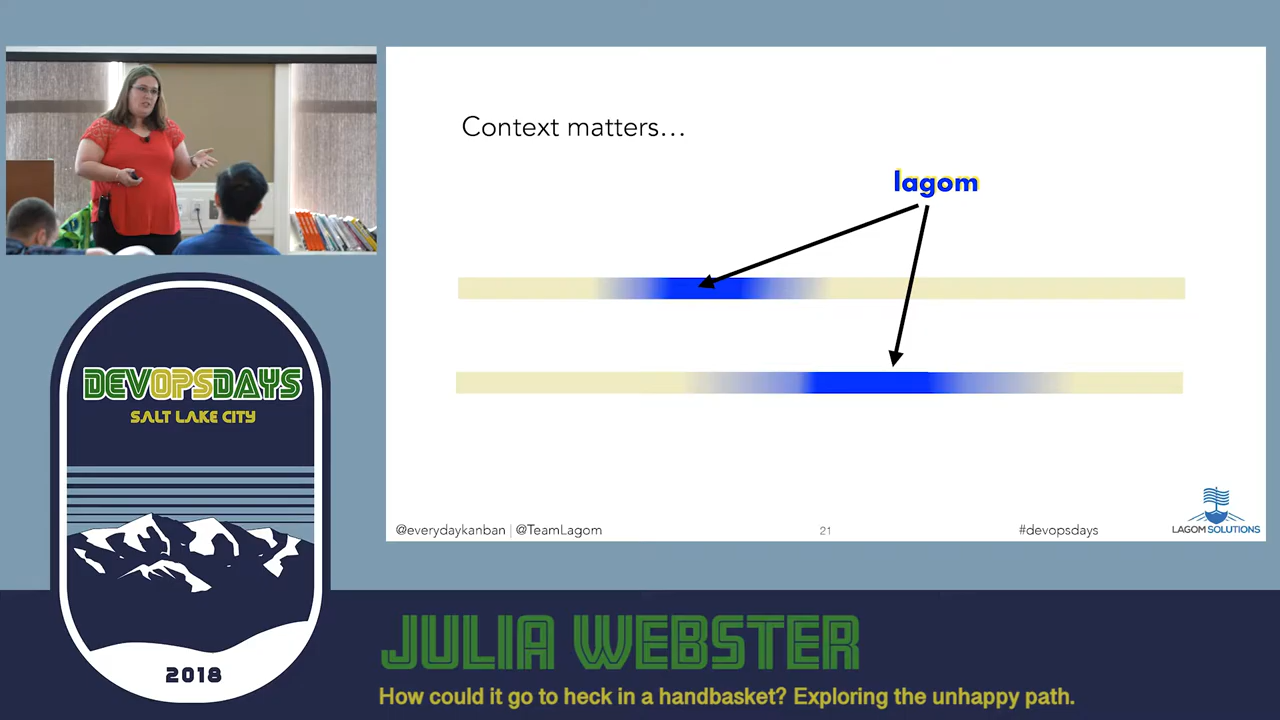 Context matters...
lagom
@everydaykanban | @TeamLagom
21
#devopsdays
LAGOM SOLUTIONS
DEVOPSDAYS
SALT LAKE CITY
2018
JULIA WEBSTER
How could it go to heck in a handbasket? Exploring the unhappy path.